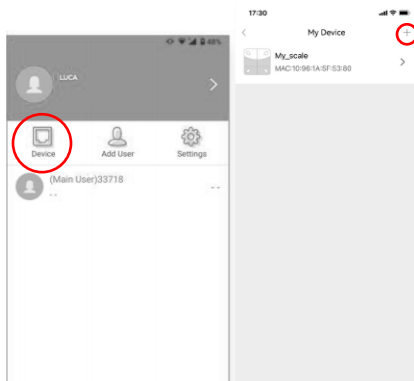 48%
LUCA
Device
Add User
Settings
(Main User)33718
- -
- -
17:30
My Device
My_scale
MAC:10:96:1A:5F:53:80